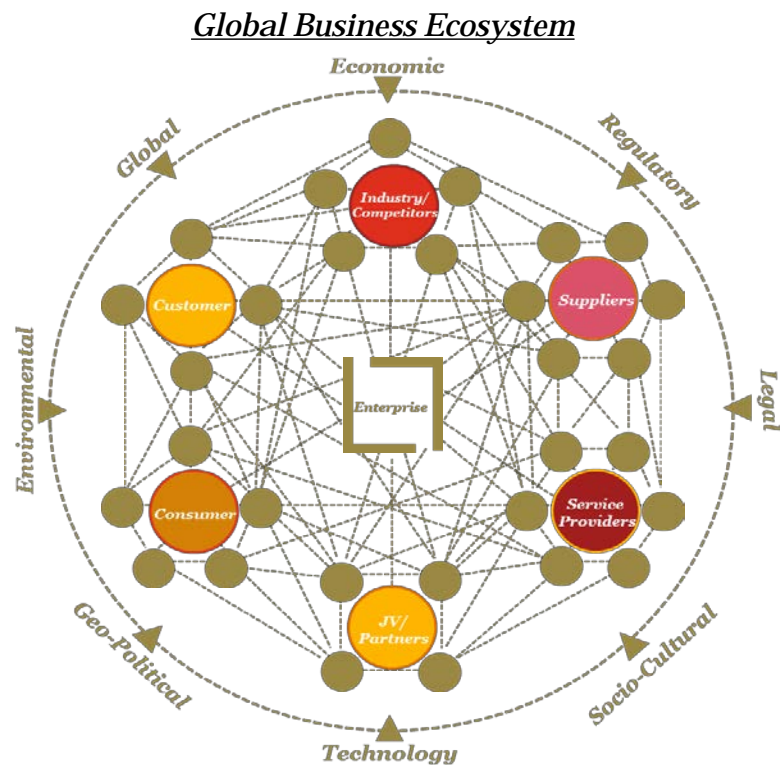 Global Business Ecosystem
Economic
Global
Regulatory
Industry/
Competitors
Customer
Suppliers
Environmental
Enterprise
Legal
Consumer
Service
Providers
JV/
Partners
Geo-Political
Socio-Cultural
Technology